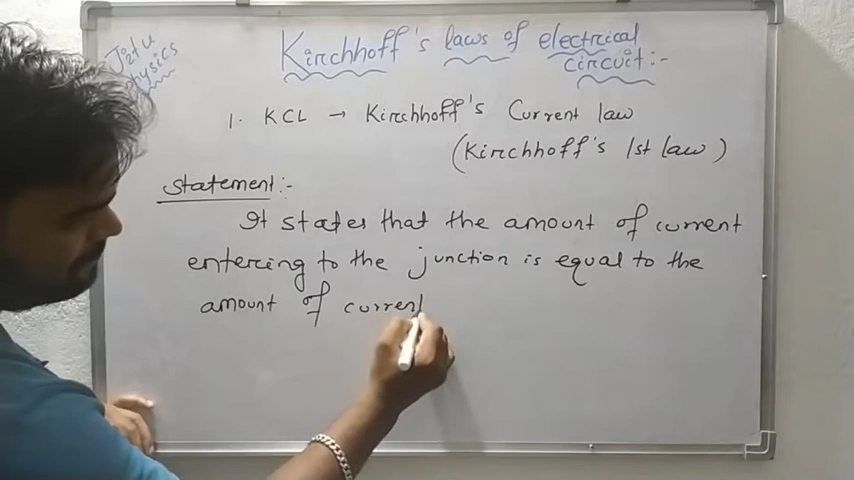 Jitu
Physics
Kirchhoff's laws of electrical
circuit:-
1. KCL → Kirchhoff's Current law
(Kirchhoff's 1st law)
Statement:-
It states that the amount of current
entering to the junction is equal to the
amount of current